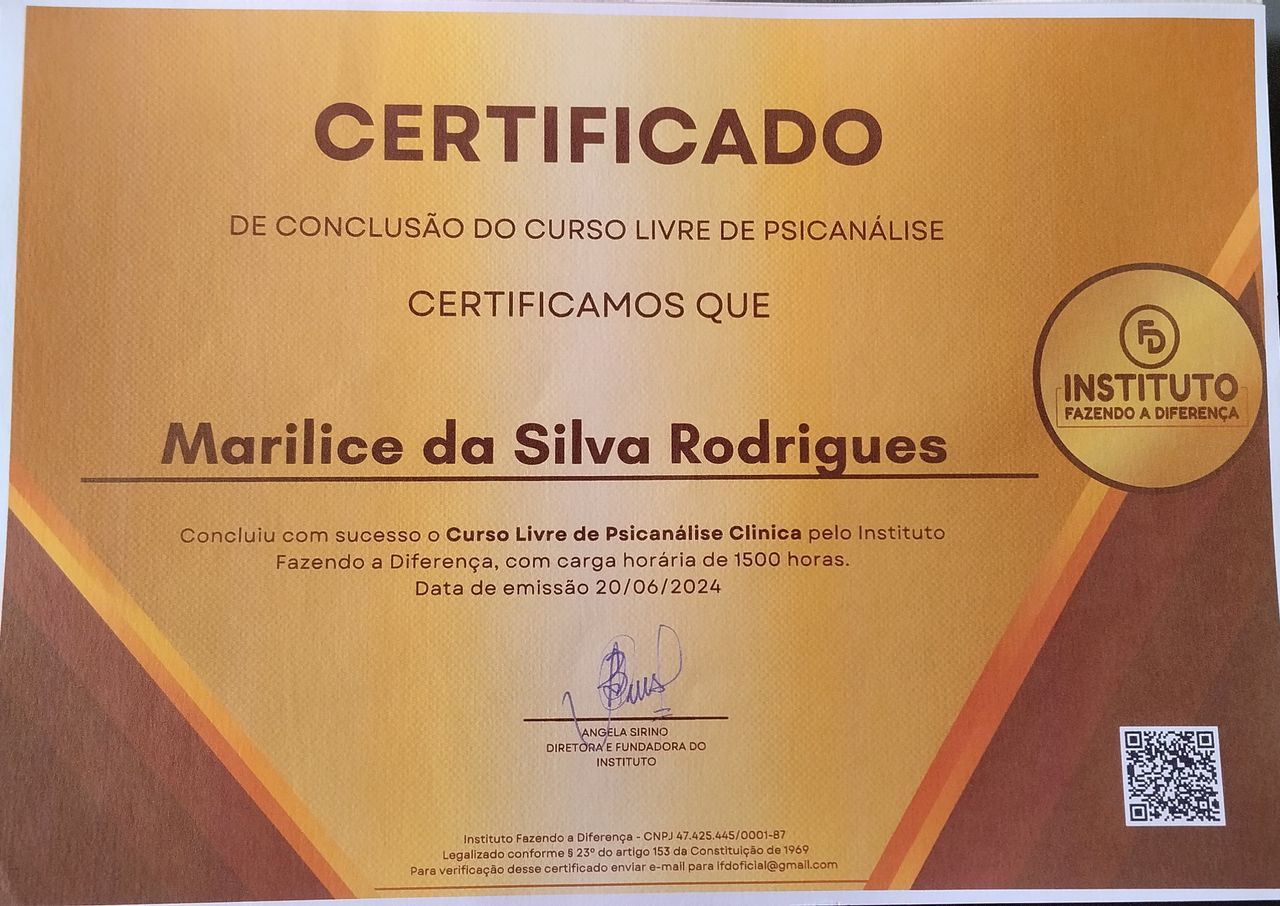 CERTIFICADO
DE CONCLUSÃO DO CURSO LIVRE DE PSICANÁLISE
CERTIFICAMOS QUE
FD
INSTITUTO
FAZENDO A DIFERENÇA
Marilice da Silva Rodrigues
Concluiu com sucesso o Curso Livre de Psicanálise Clinica pelo Instituto
Fazendo a Diferença, com carga horária de 1500 horas.
Data de emissão 20/06/2024
ANGELA SIRINO
DIRETORA E FUNDADORA DO
INSTITUTO
Instituto Fazendo a Diferença - CNPJ 47.425.445/0001-87
Legalizado conforme § 23º do artigo 153 da Constituição de 1969
Para verificação desse certificado enviar e-mail para ifdoficial@gmail.com